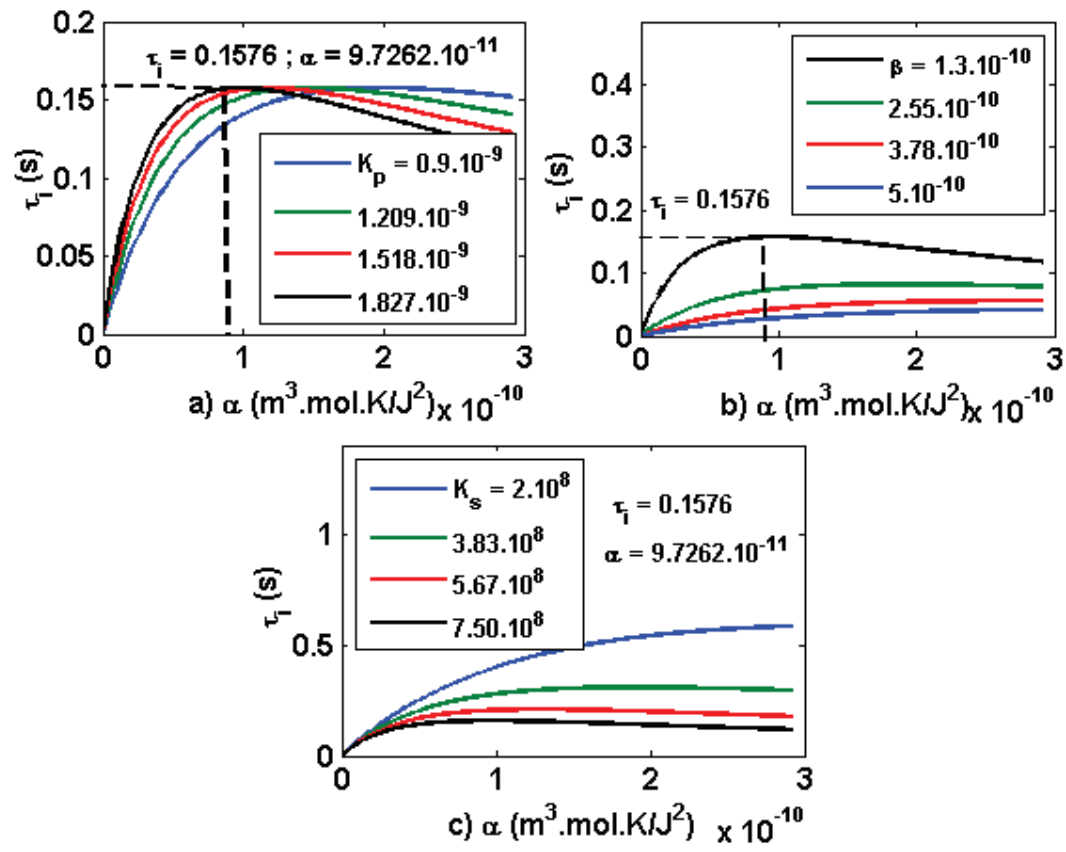 0.2
0.15
0.1
0.05
0
τi (s)
τi = 0.1576 ; α = 9.7262.10-11
Kp = 0.9.10-9
1.209.10-9
1.518.10-9
1.827.10-9
0 1 2 3
a) α (m3.mol.K/J2) x 10-10
0.4
0.3
0.2
0.1
0
τi (s)
β = 1.3.10-10
2.55.10-10
3.78.10-10
5.10-10
τi = 0.1576
0 1 2 3
b) α (m3.mol.K/J2) x 10-10
1
0.5
0
τi (s)
Ks = 2.108
3.83.108
5.67.108
7.50.108
τi = 0.1576
α = 9.7262.10-11
0 1 2 3
c) α (m3.mol.K/J2) x 10-10